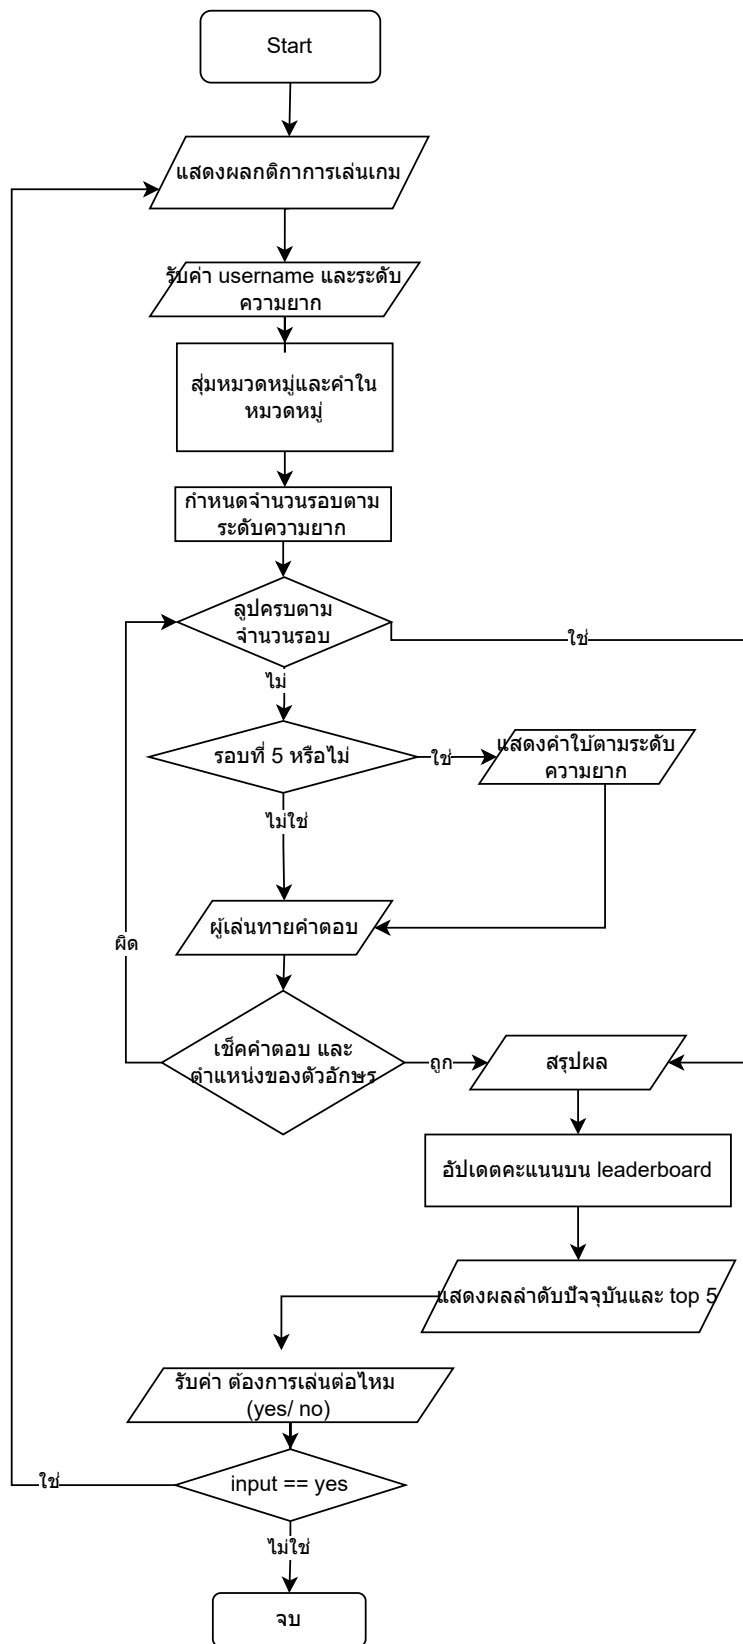 Start
แสดงผลกติกาการเล่นเกม
รับค่า username และระดับ
ความยาก
สุ่มหมวดหมู่และคำใน
หมวดหมู่
กำหนดจำนวนรอบตาม
ระดับความยาก
ลูปครบตาม
จำนวนรอบ
ใช่
ไม่
รอบที่ 5 หรือไม่
ใช่
แสดงคำใบ้ตามระดับ
ความยาก
ไม่ใช่
ผู้เล่นทายคำตอบ
ผิด
เช็คคำตอบ และ
ตำแหน่งของตัวอักษร
ถูก
สรุปผล
อัปเดตคะแนนบน leaderboard
แสดงผลลำดับปัจจุบันและ top 5
รับค่า ต้องการเล่นต่อไหม
(yes/ no)
ใช่
input == yes
ไม่ใช่
จบ